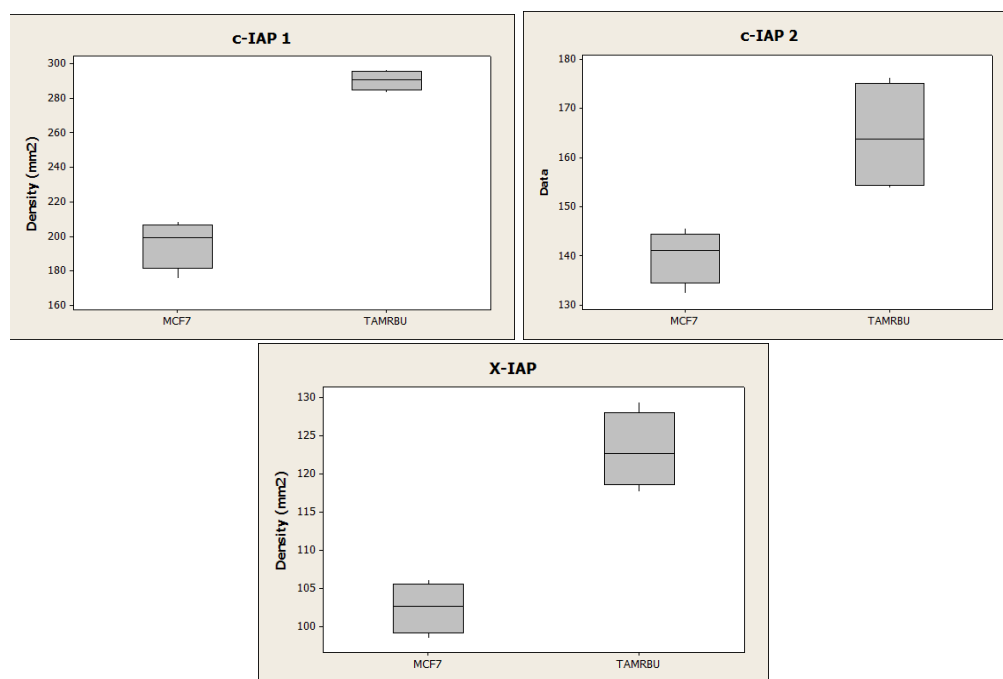 c-IAP 1
Density (mm2)
300
280
260
240
220
200
180
160
MCF7 TAMRBU
c-IAP 2
Data
180
170
160
150
140
130
MCF7 TAMRBU
X-IAP
Density (mm2)
130
125
120
115
110
105
100
MCF7 TAMRBU